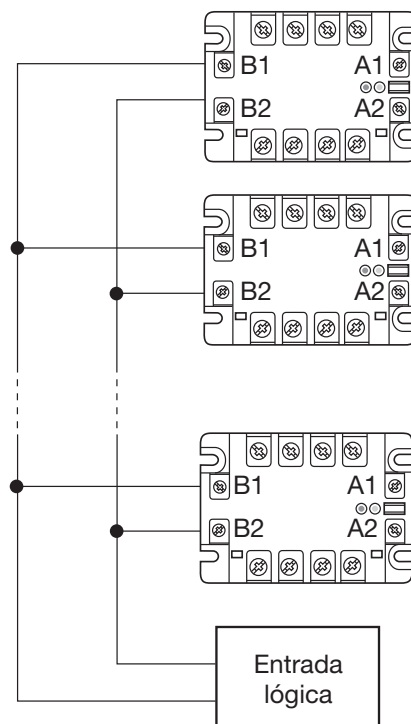 B1 A1
B2 A2
B1 A1
B2 A2
B1 A1
B2 A2
Entrada
lógica